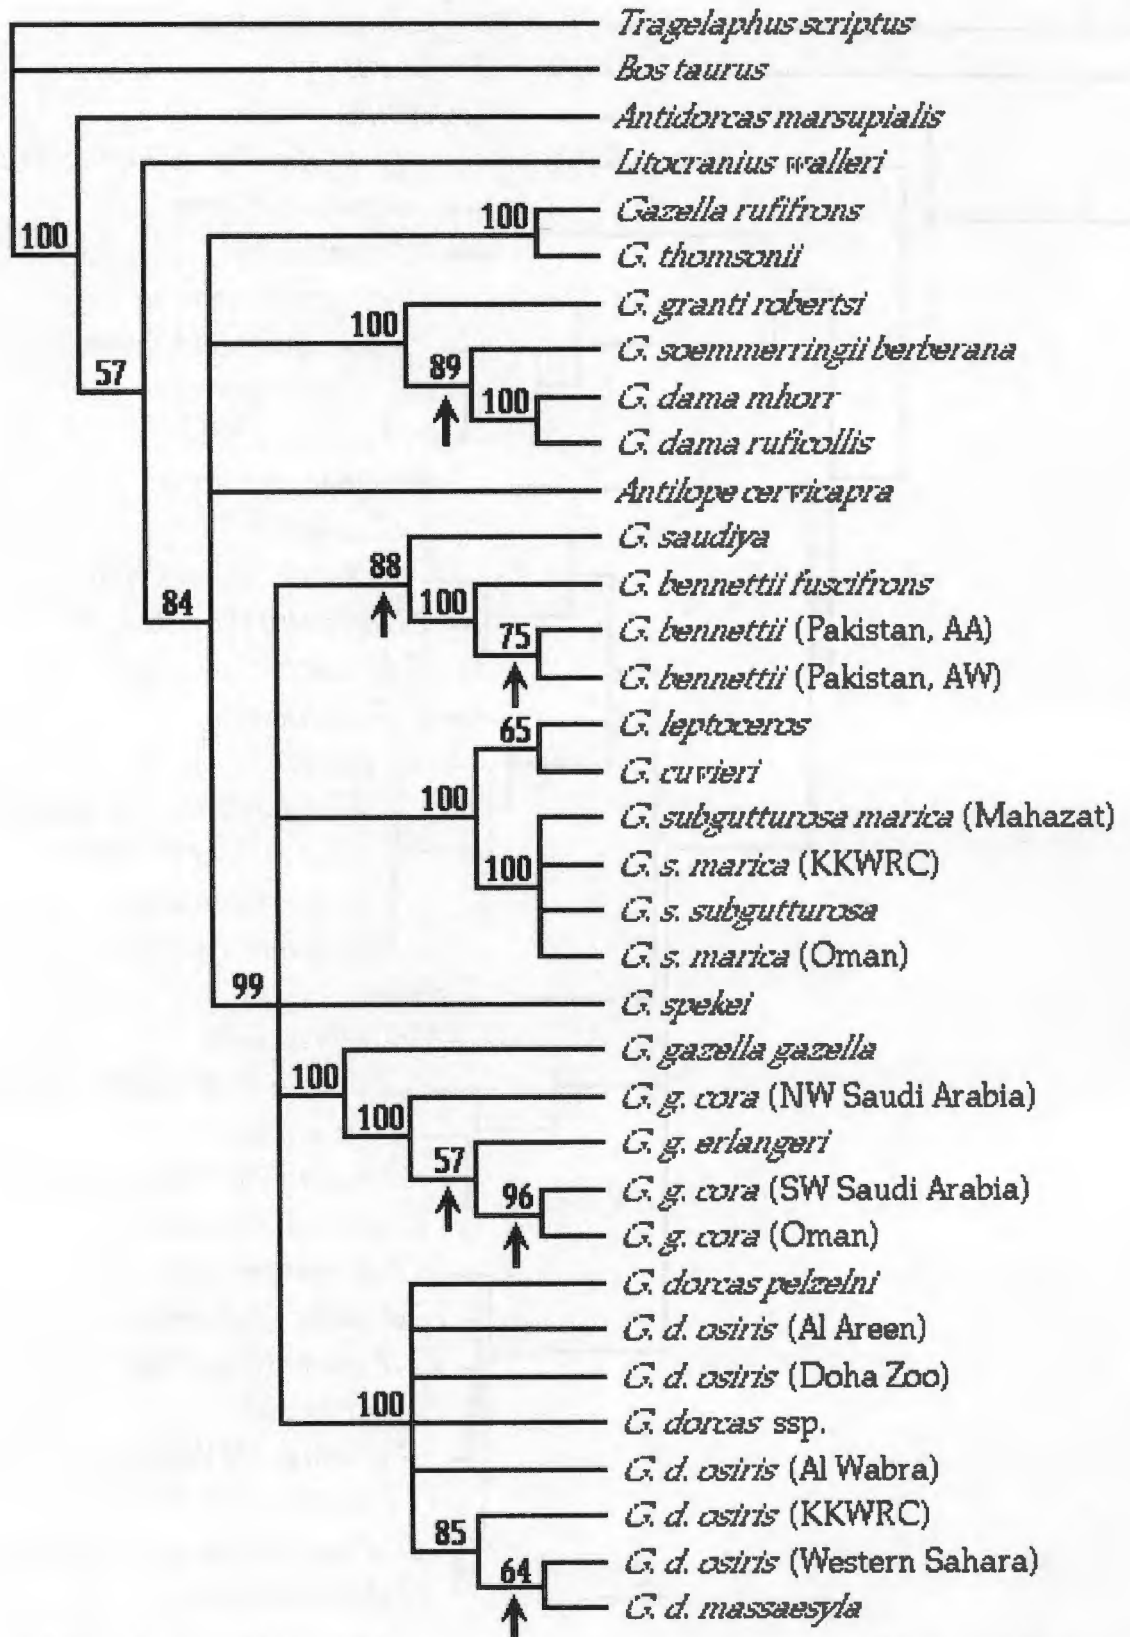 Tragelaphus scriptus
Bos taurus
Antidorcas marsupialis
Litocranius walleri
100 Gazella rufifrons
100
G. thomsonii
G. granti robertsi
100
G. soemmerringii berberana
57 89
100 G. dama mhorr
G. dama ruficollis
Antilope cervicapra
G. saudiya
88
G. bennettii fuscifrons
84 100
75 G. bennettii (Pakistan, AA)
G. bennettii (Pakistan, AW)
65 G. leptoceros
G. cuvieri
100
G. subgutturosa marica (Mahazat)
100 G. s. marica (KKWRC)
G. s. subgutturosa
G. s. marica (Oman)
99
G. spekei
G. gazella gazella
100
G. g. cora (NW Saudi Arabia)
100
G. g. erlangeri
57
96 G. g. cora (SW Saudi Arabia)
G. g. cora (Oman)
G. dorcas pelzelni
G. d. osiris (Al Areen)
G. d. osiris (Doha Zoo)
100
G. dorcas ssp.
G. d. osiris (Al Wabra)
G. d. osiris (KKWRC)
85
64 G. d. osiris (Western Sahara)
G. d. massaesyla